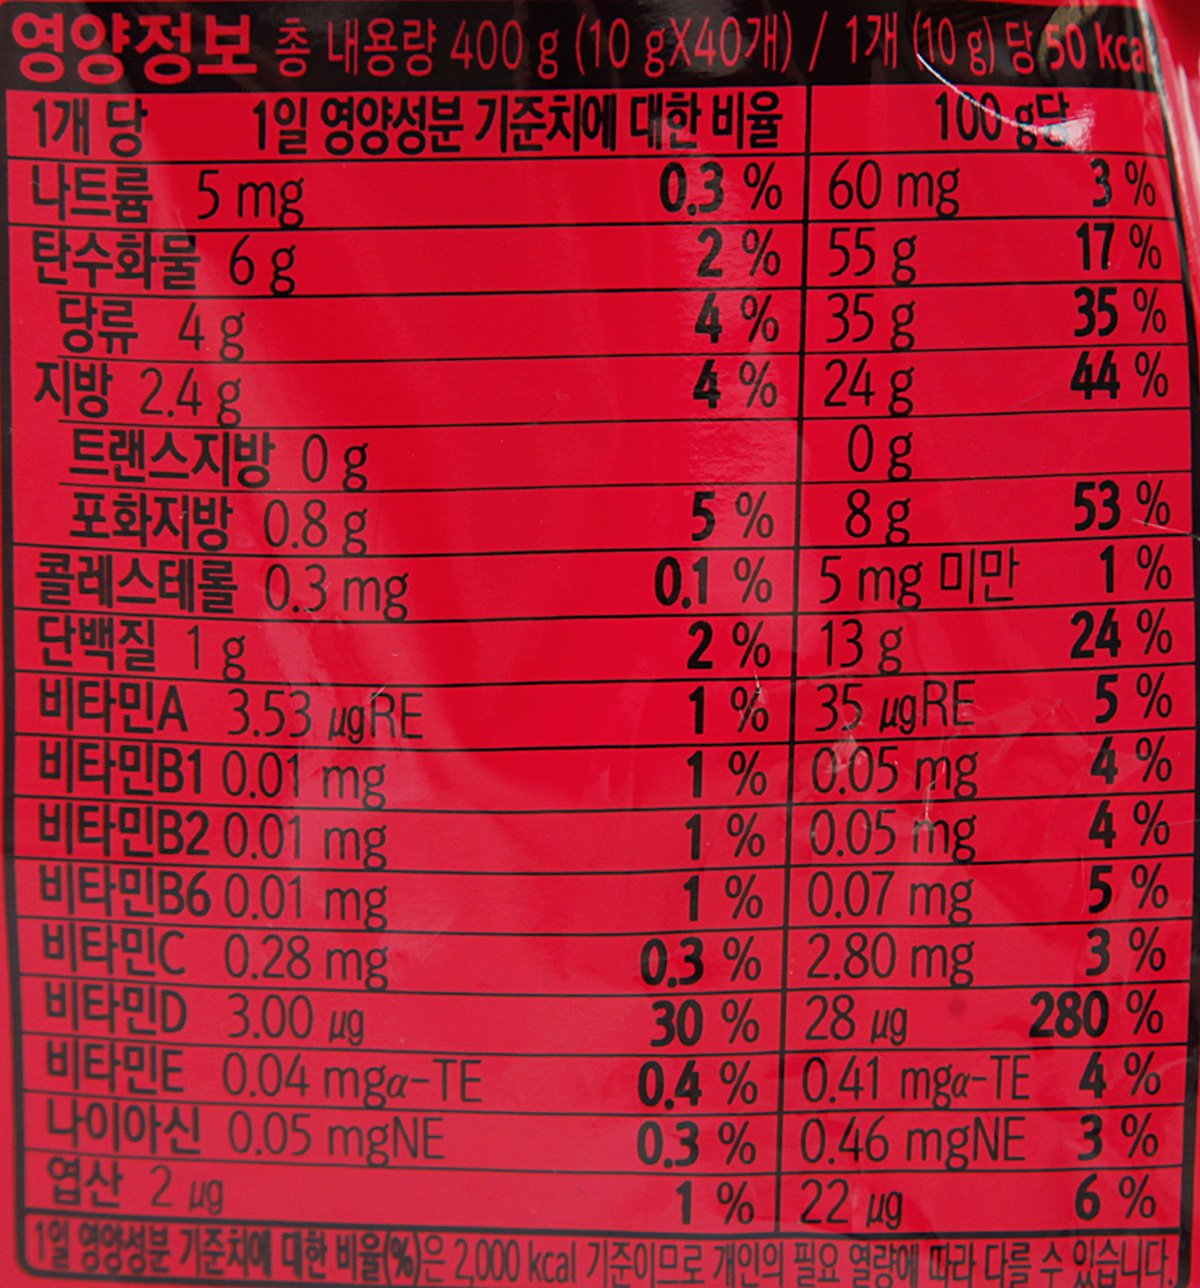 영양정보 총 내용량 400 g (10 gX40개) / 1개 (10 g) 당 50 kcal
1개 당 1일 영양성분 기준치에 대한 비율 100 g당
나트륨 5 mg 0.3 % 60 mg 3 %
탄수화물 6 g 2 % 55 g 17 %
당류 4 g 4 % 35 g 35 %
지방 2.4 g 4 % 24 g 44 %
트랜스지방 0 g 0 g
포화지방 0.8 g 5 % 8 g 53 %
콜레스테롤 0.3 mg 0.1 % 5 mg 미만 1 %
단백질 1 g 2 % 13 g 24 %
비타민A 3.53 µgRE 1 % 35 µgRE 5 %
비타민B1 0.01 mg 1 % 0.05 mg 4 %
비타민B2 0.01 mg 1 % 0.05 mg 4 %
비타민B6 0.01 mg 1 % 0.07 mg 5 %
비타민C 0.28 mg 0.3 % 2.80 mg 3 %
비타민D 3.00 µg 30 % 28 µg 280 %
비타민E 0.04 mgα-TE 0.4 % 0.41 mgα-TE 4 %
나이아신 0.05 mgNE 0.3 % 0.46 mgNE 3 %
엽산 2 µg 1 % 22 µg 6 %
1일 영양성분 기준치에 대한 비율(%)은 2,000 kcal 기준이므로 개인의 필요 열량에 따라 다를 수 있습니다